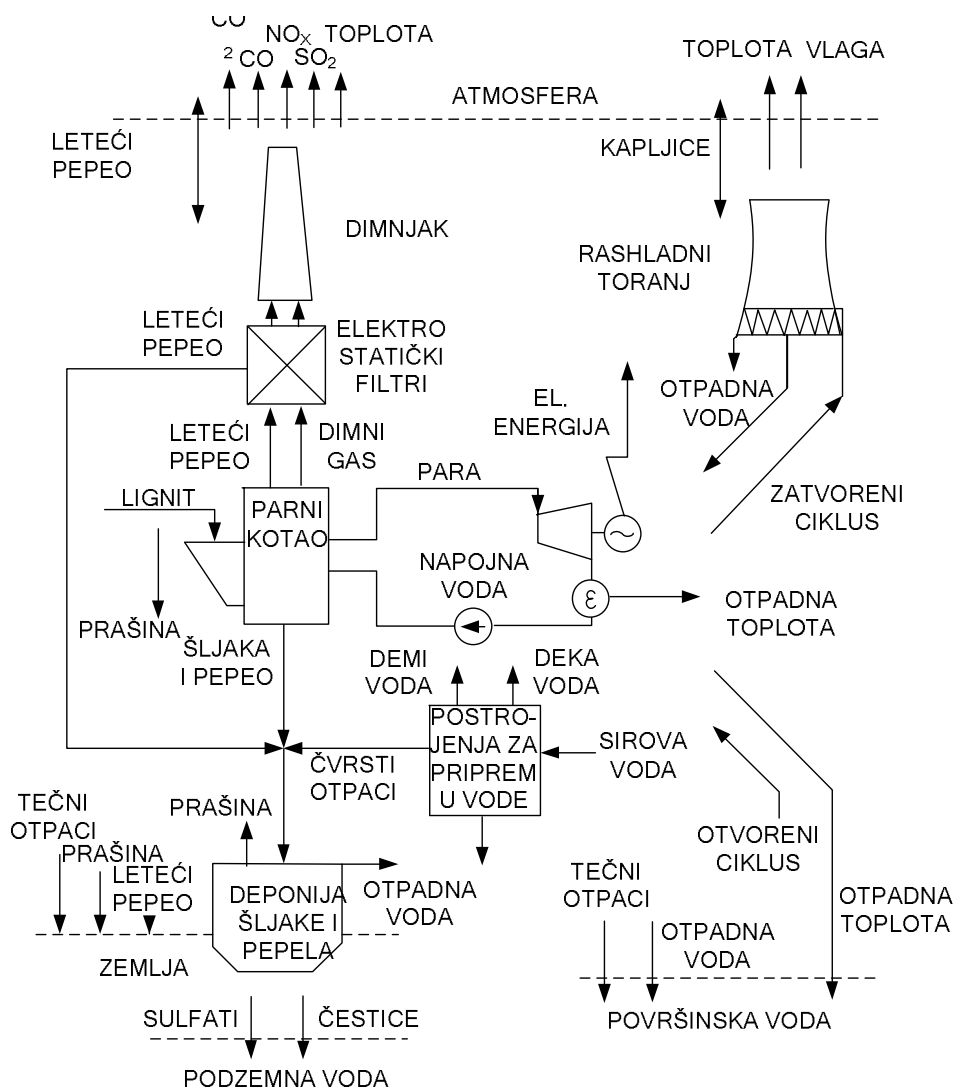 CO
2
CO
NOX
SO2
TOPLOTA
TOPLOTA
VLAGA
ATMOSFERA
LETEĆI
PEPEO
KAPLJICE
DIMNJAK
RASHLADNI
TORANJ
LETEĆI
PEPEO
ELEKTRO
STATIČKI
FILTRI
OTPADNA
VODA
EL.
ENERGIJA
LETEĆI
PEPEO
DIMNI
GAS
PARA
LIGNIT
PARNI
KOTAO
ZATVORENI
CIKLUS
NAPOJNA
VODA
ε
OTPADNA
TOPLOTA
PRAŠINA
ŠLJAKA
I PEPEO
DEMI
VODA
DEKA
VODA
POSTRO-
JENJA ZA
PRIPREM
U VODE
SIROVA
VODA
ČVRSTI
OTPACI
PRAŠINA
TEČNI
OTPACI
PRAŠINA
LETEĆI
PEPEO
DEPONIJA
ŠLJAKE I
PEPELA
OTPADNA
VODA
OTVORENI
CIKLUS
TEČNI
OTPACI
OTPADNA
VODA
OTPADNA
TOPLOTA
ZEMLJA
SULFATI
ČESTICE
POVRŠINSKA VODA
PODZEMNA VODA